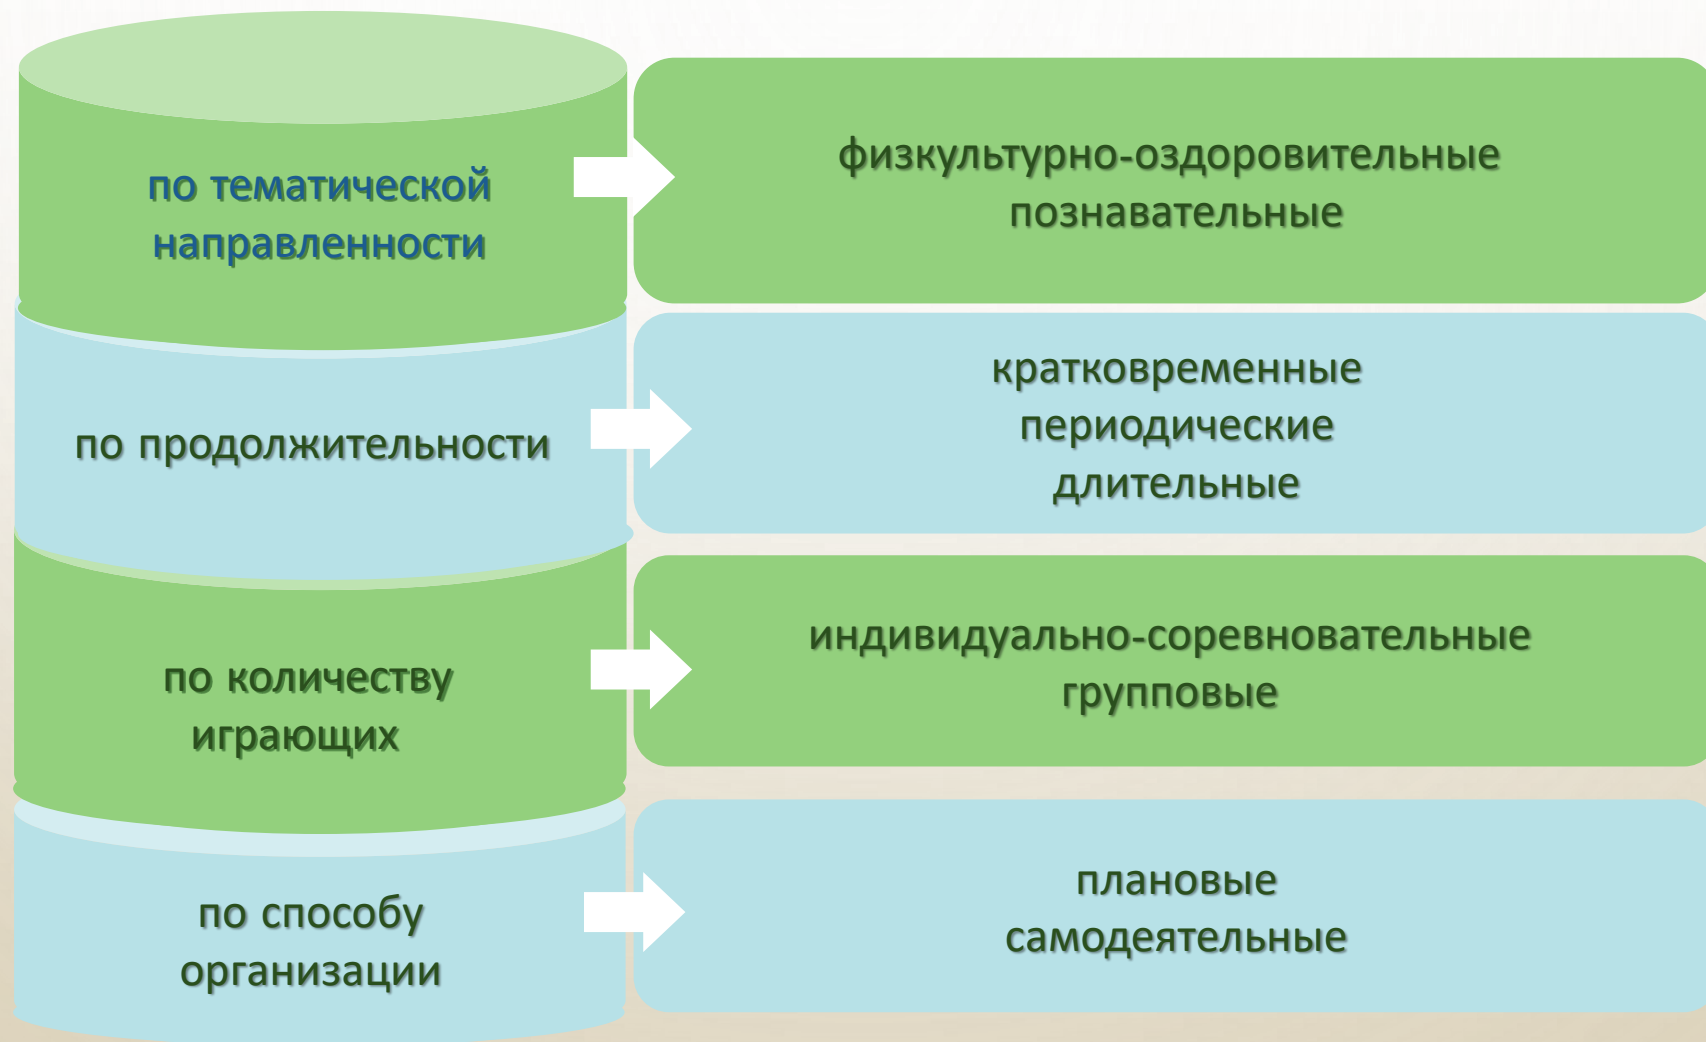 по тематической
направленности
физкультурно-оздоровительные
познавательные
по продолжительности
кратковременные
периодические
длительные
по количеству
играющих
индивидуально-соревновательные
групповые
по способу
организации
плановые
самодеятельные